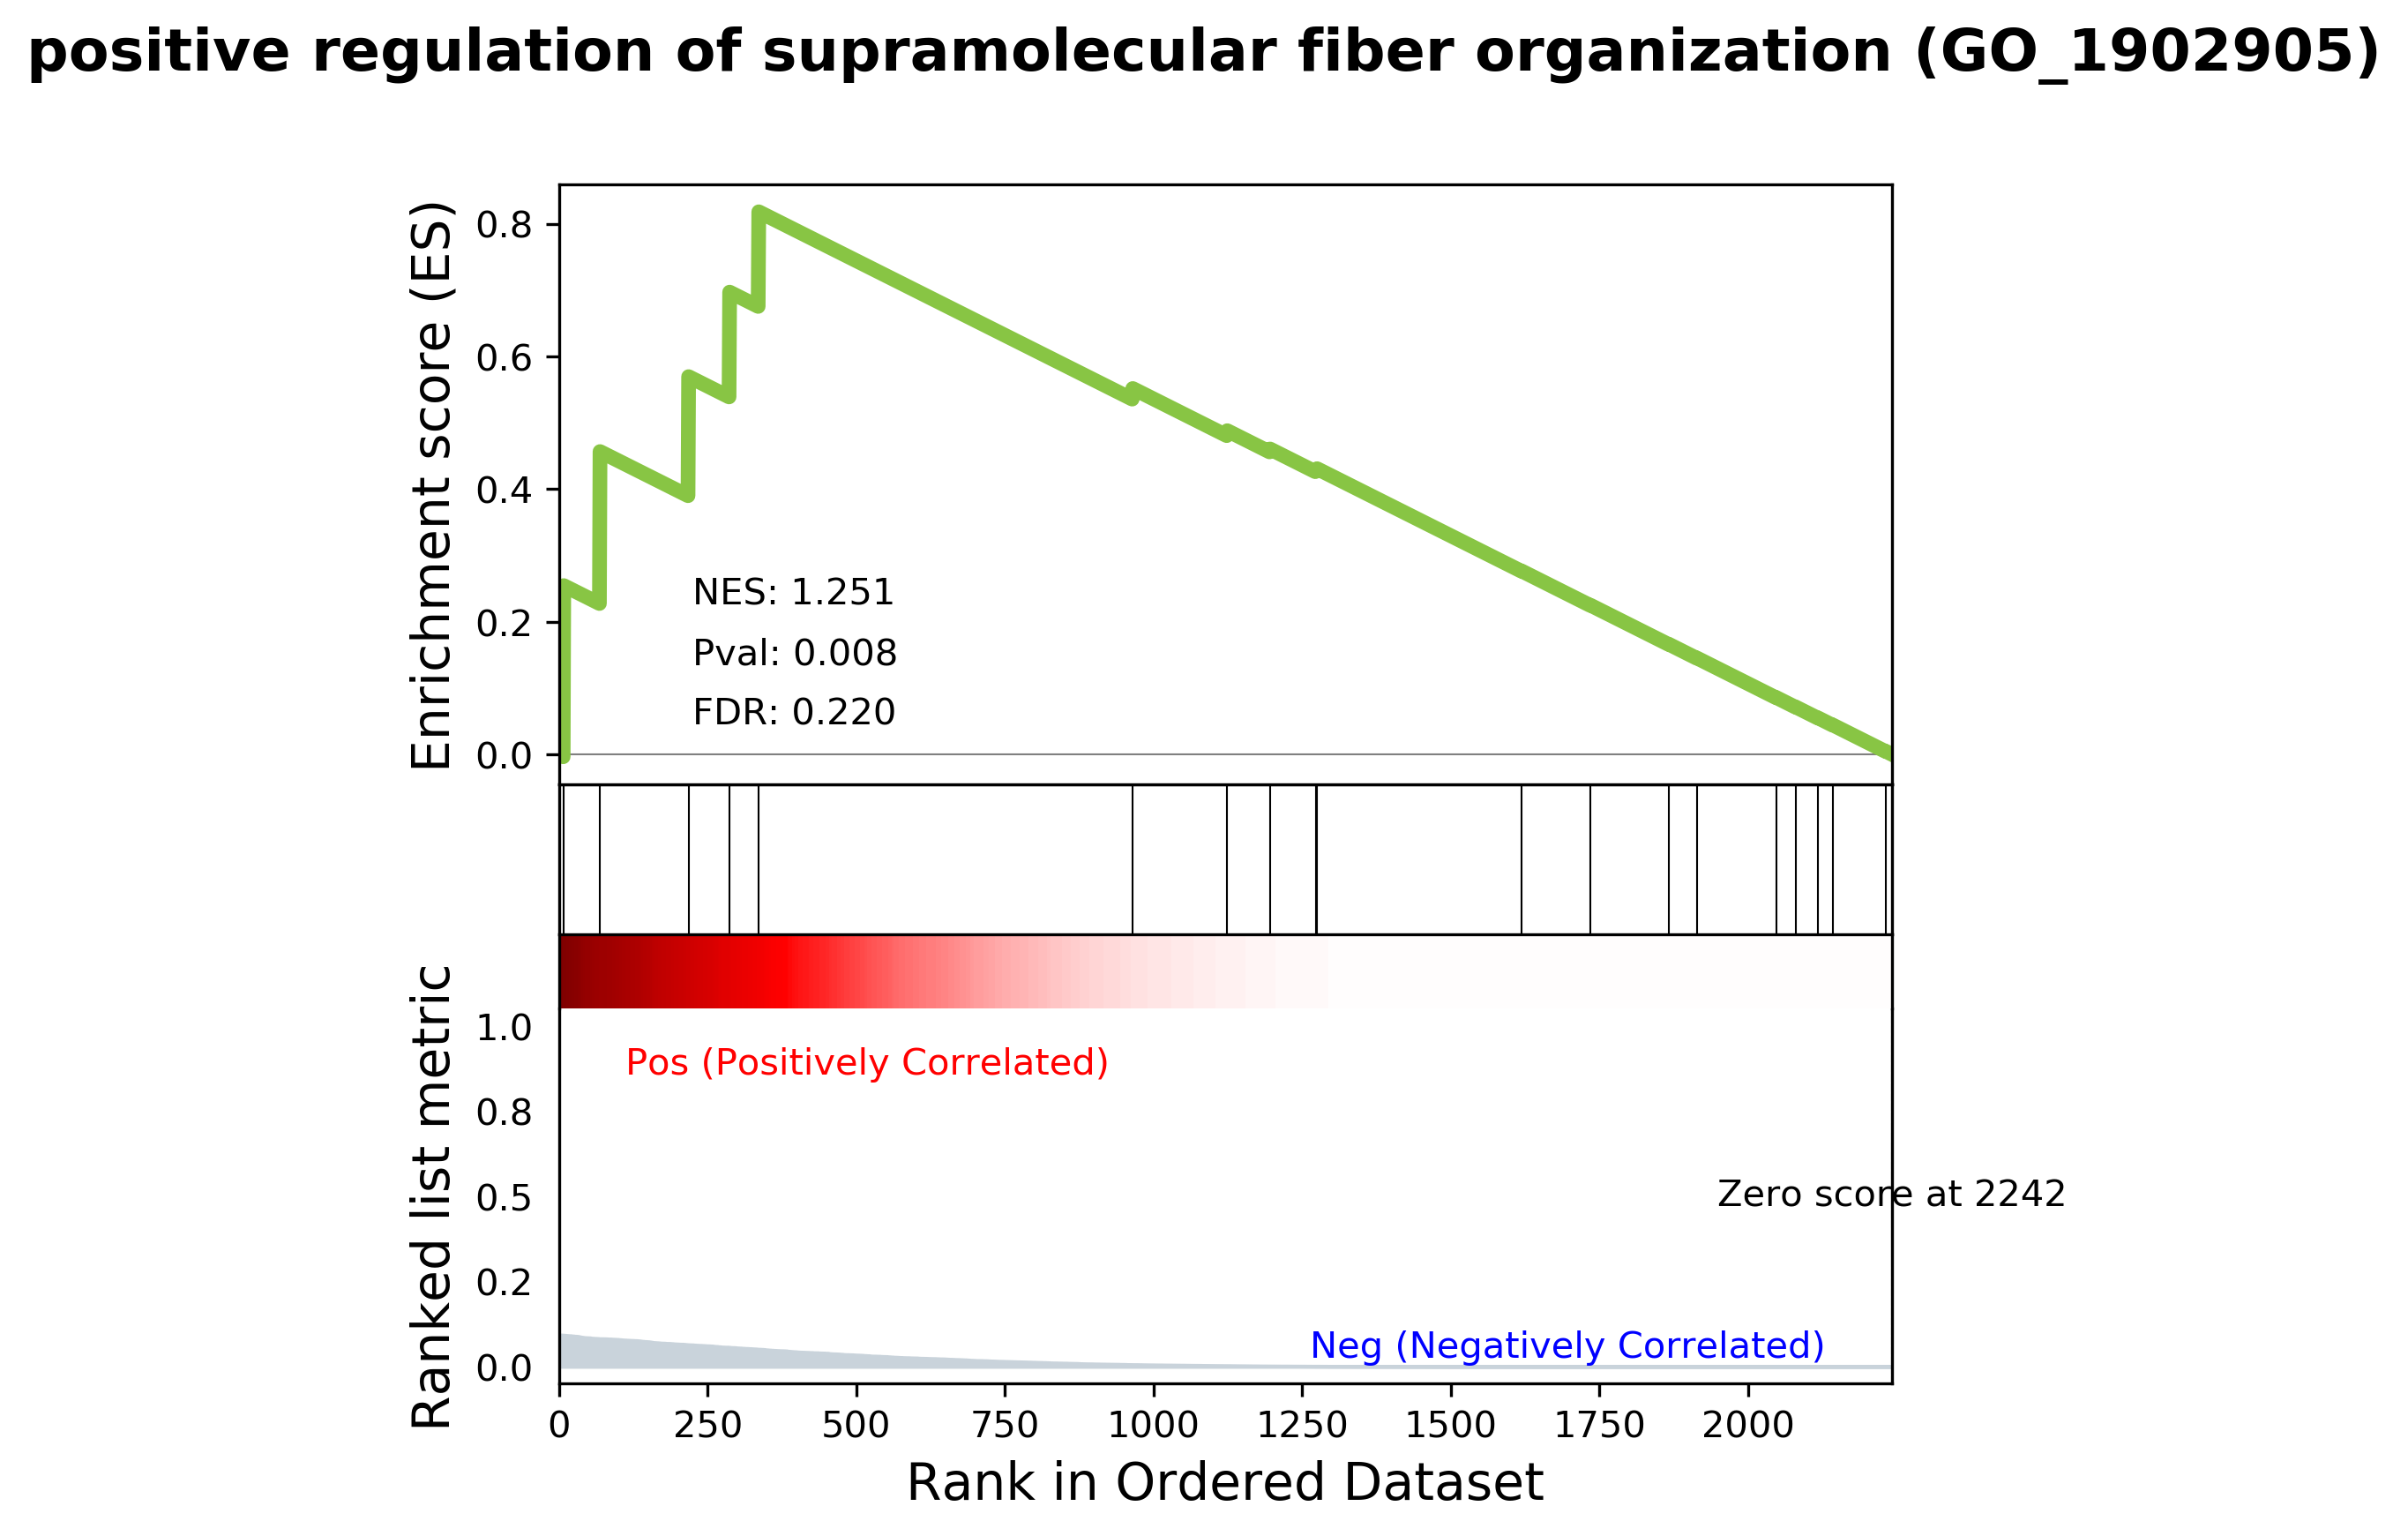 positive regulation of supramolecular fiber organization (GO_1902905)
Enrichment score (ES)
0.8
0.6
0.4
0.2
0.0
NES: 1.251
Pval: 0.008
FDR: 0.220
Ranked list metric
1.0
0.8
0.5
0.2
0.0
Pos (Positively Correlated)
Zero score at 2242
Neg (Negatively Correlated)
0 250 500 750 1000 1250 1500 1750 2000
Rank in Ordered Dataset